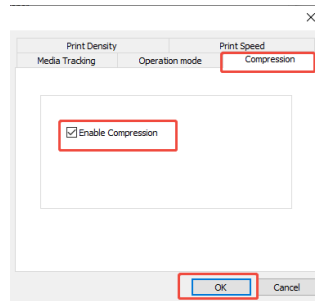 Print Density Print Speed
Media Tracking Operation mode Compression
Enable Compression
OK Cancel